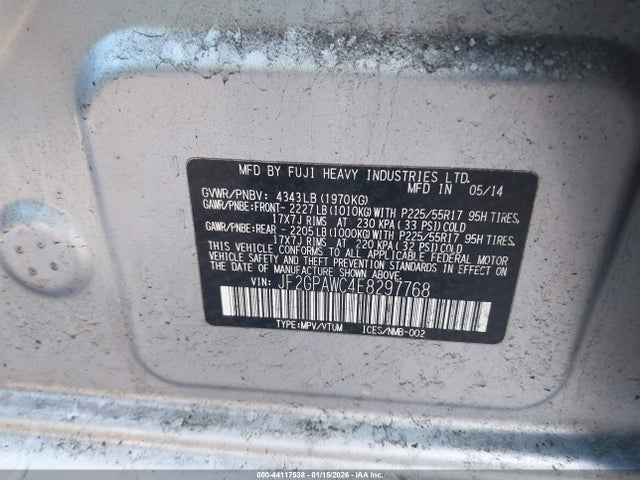 MFD BY FUJI HEAVY INDUSTRIES LTD.
MFD IN 05/14
GVWR/PNBV: 4343LB (1970KG)
GAWR/PNBE: FRONT- 2227LB (1010KG) WITH P225/55R17 95H TIRES,
17X7J RIMS AT 230 KPA (33 PSI) COLD
GAWR/PNBE: REAR - 2205LB (1000KG) WITH P225/55R17 95H TIRES,
17X7J RIMS AT 220 KPA (32 PSI) COLD
THIS VEHICLE CONFORMS TO ALL APPLICABLE FEDERAL MOTOR
VEHICLE SAFETY AND THEFT PREVENTION STANDARDS IN EFFECT
ON THE DATE OF MANUFACTURE SHOWN ABOVE.
VIN: JF2GPAWC4E8297768
TYPE:MPV/VTUM ICES/NMB-002
000-44117538 - 01/15/2026 - COPYRIGHT IAA, LLC.